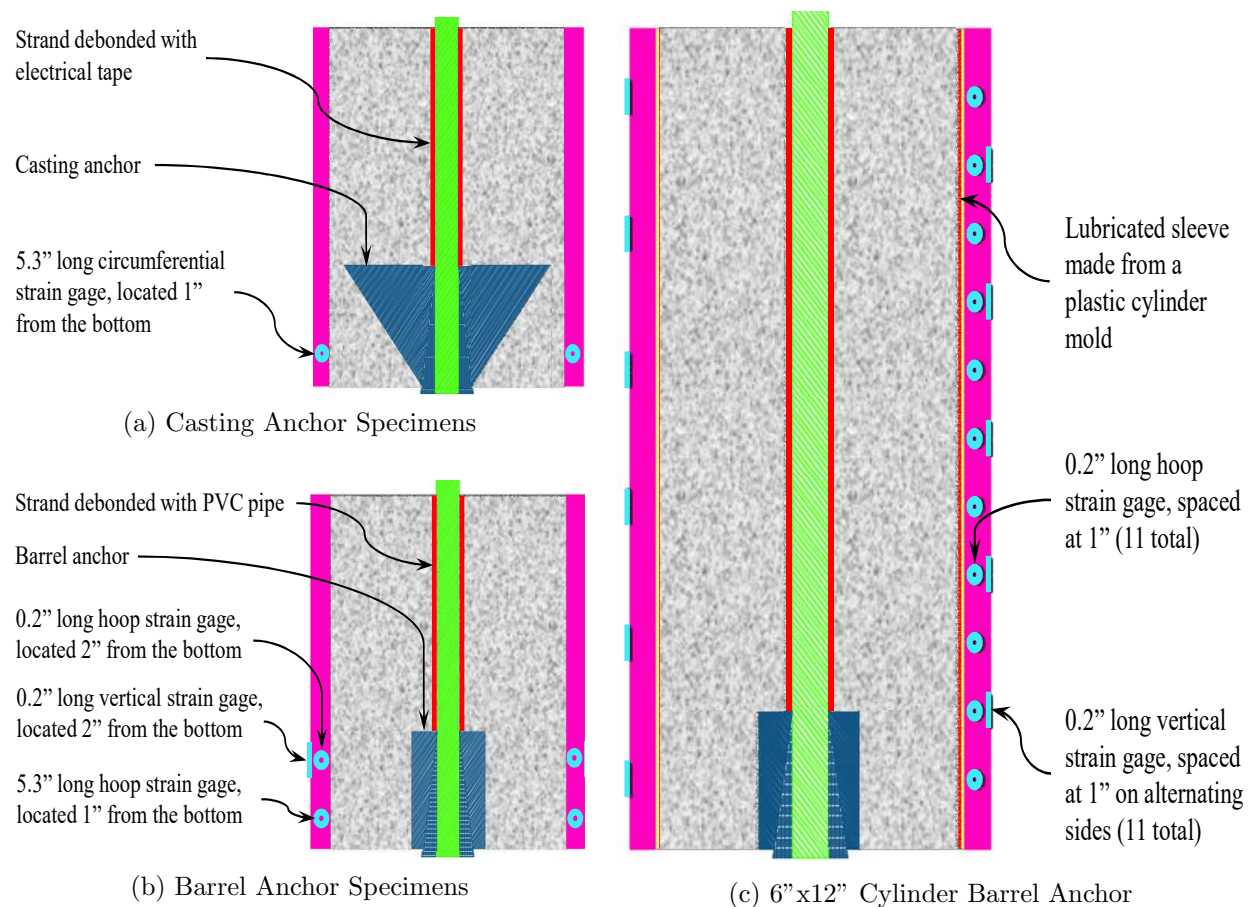 Strand debonded with
electrical tape
Casting anchor
5.3” long circumferential
strain gage, located 1”
from the bottom
(a) Casting Anchor Specimens
Strand debonded with PVC pipe
Barrel anchor
0.2” long hoop strain gage,
located 2” from the bottom
0.2” long vertical strain gage,
located 2” from the bottom
5.3” long hoop strain gage,
located 1” from the bottom
(b) Barrel Anchor Specimens
Lubricated sleeve
made from a
plastic cylinder
mold
0.2” long hoop
strain gage, spaced
at 1” (11 total)
0.2” long vertical
strain gage, spaced
at 1” on alternating
sides (11 total)
(c) 6”x12” Cylinder Barrel Anchor